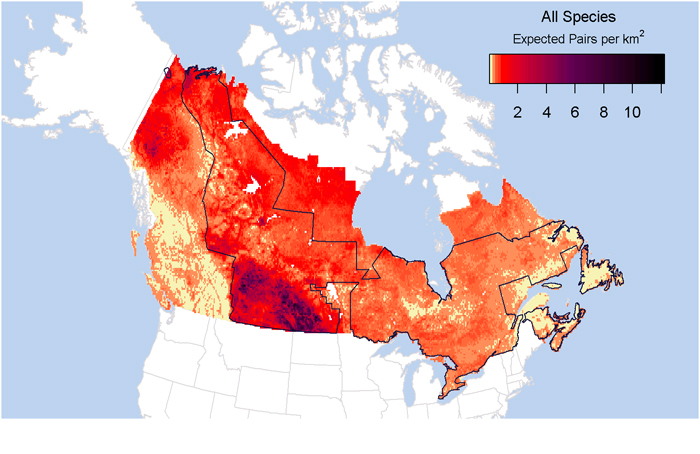 All Species
Expected Pairs per km²
2 4 6 8 10